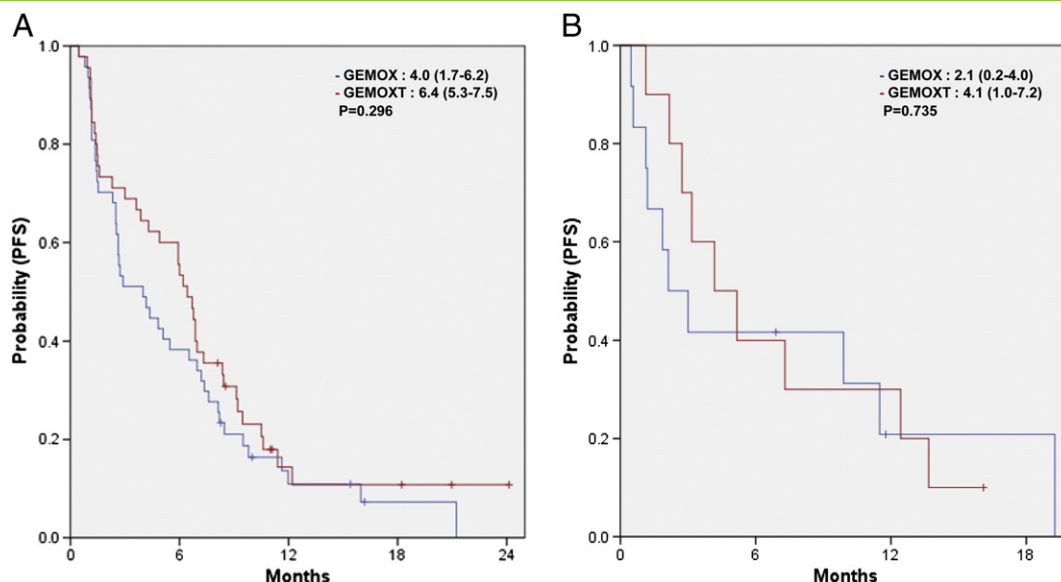 A
1.0
0.8
0.6
0.4
0.2
0.0
Probability (PFS)
GEMOX : 4.0 (1.7-6.2)
GEMOXT : 6.4 (5.3-7.5)
P=0.296
0 6 12 18 24
Months
B
1.0
0.8
0.6
0.4
0.2
0.0
Probability (PFS)
GEMOX : 2.1 (0.2-4.0)
GEMOXT : 4.1 (1.0-7.2)
P=0.735
0 6 12 18
Months